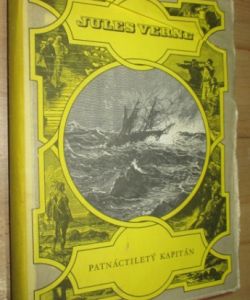 JULES VERNE
PATNÁCTILETÝ KAPITÁN